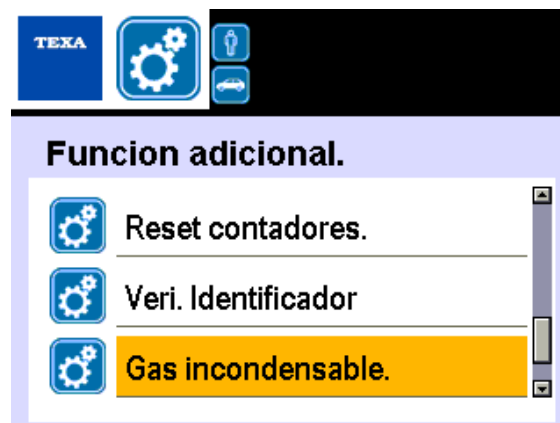 TEXA
Funcion adicional.
Reset contadores.
Veri. Identificador
Gas incondensable.